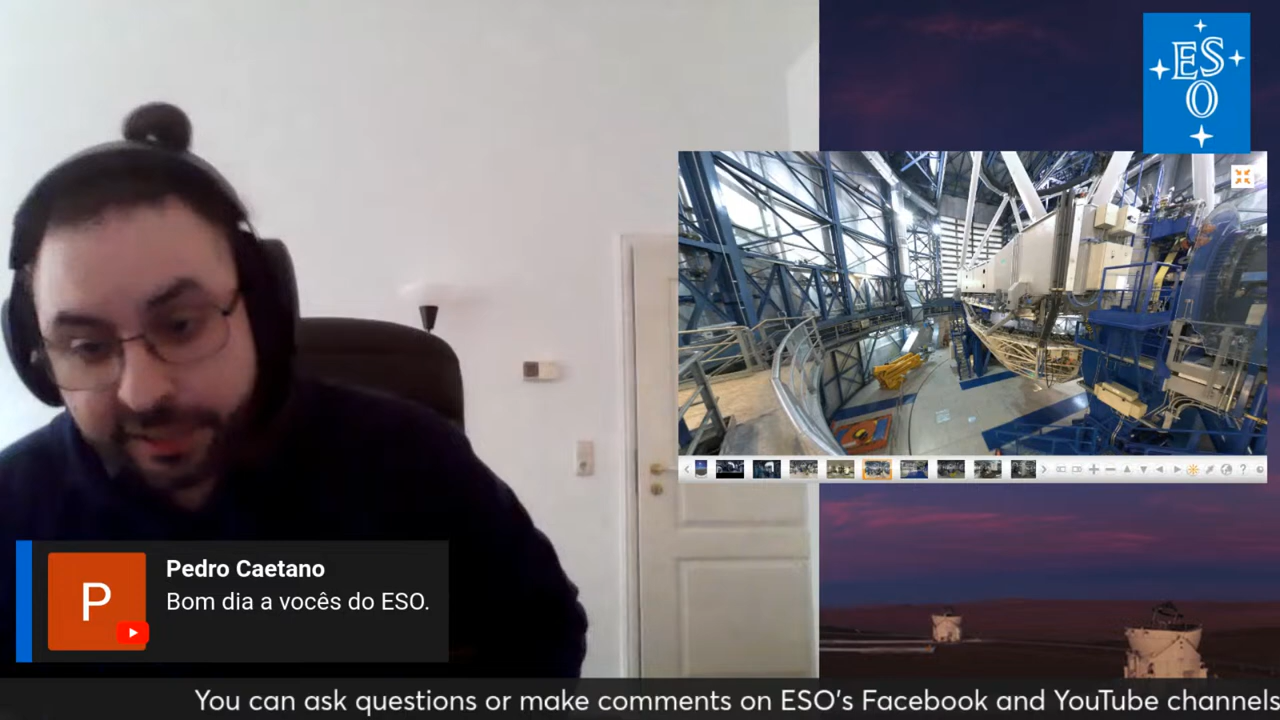 ES
O
P
Pedro Caetano
Bom dia a vocês do ESO.
You can ask questions or make comments on ESO's Facebook and YouTube channels